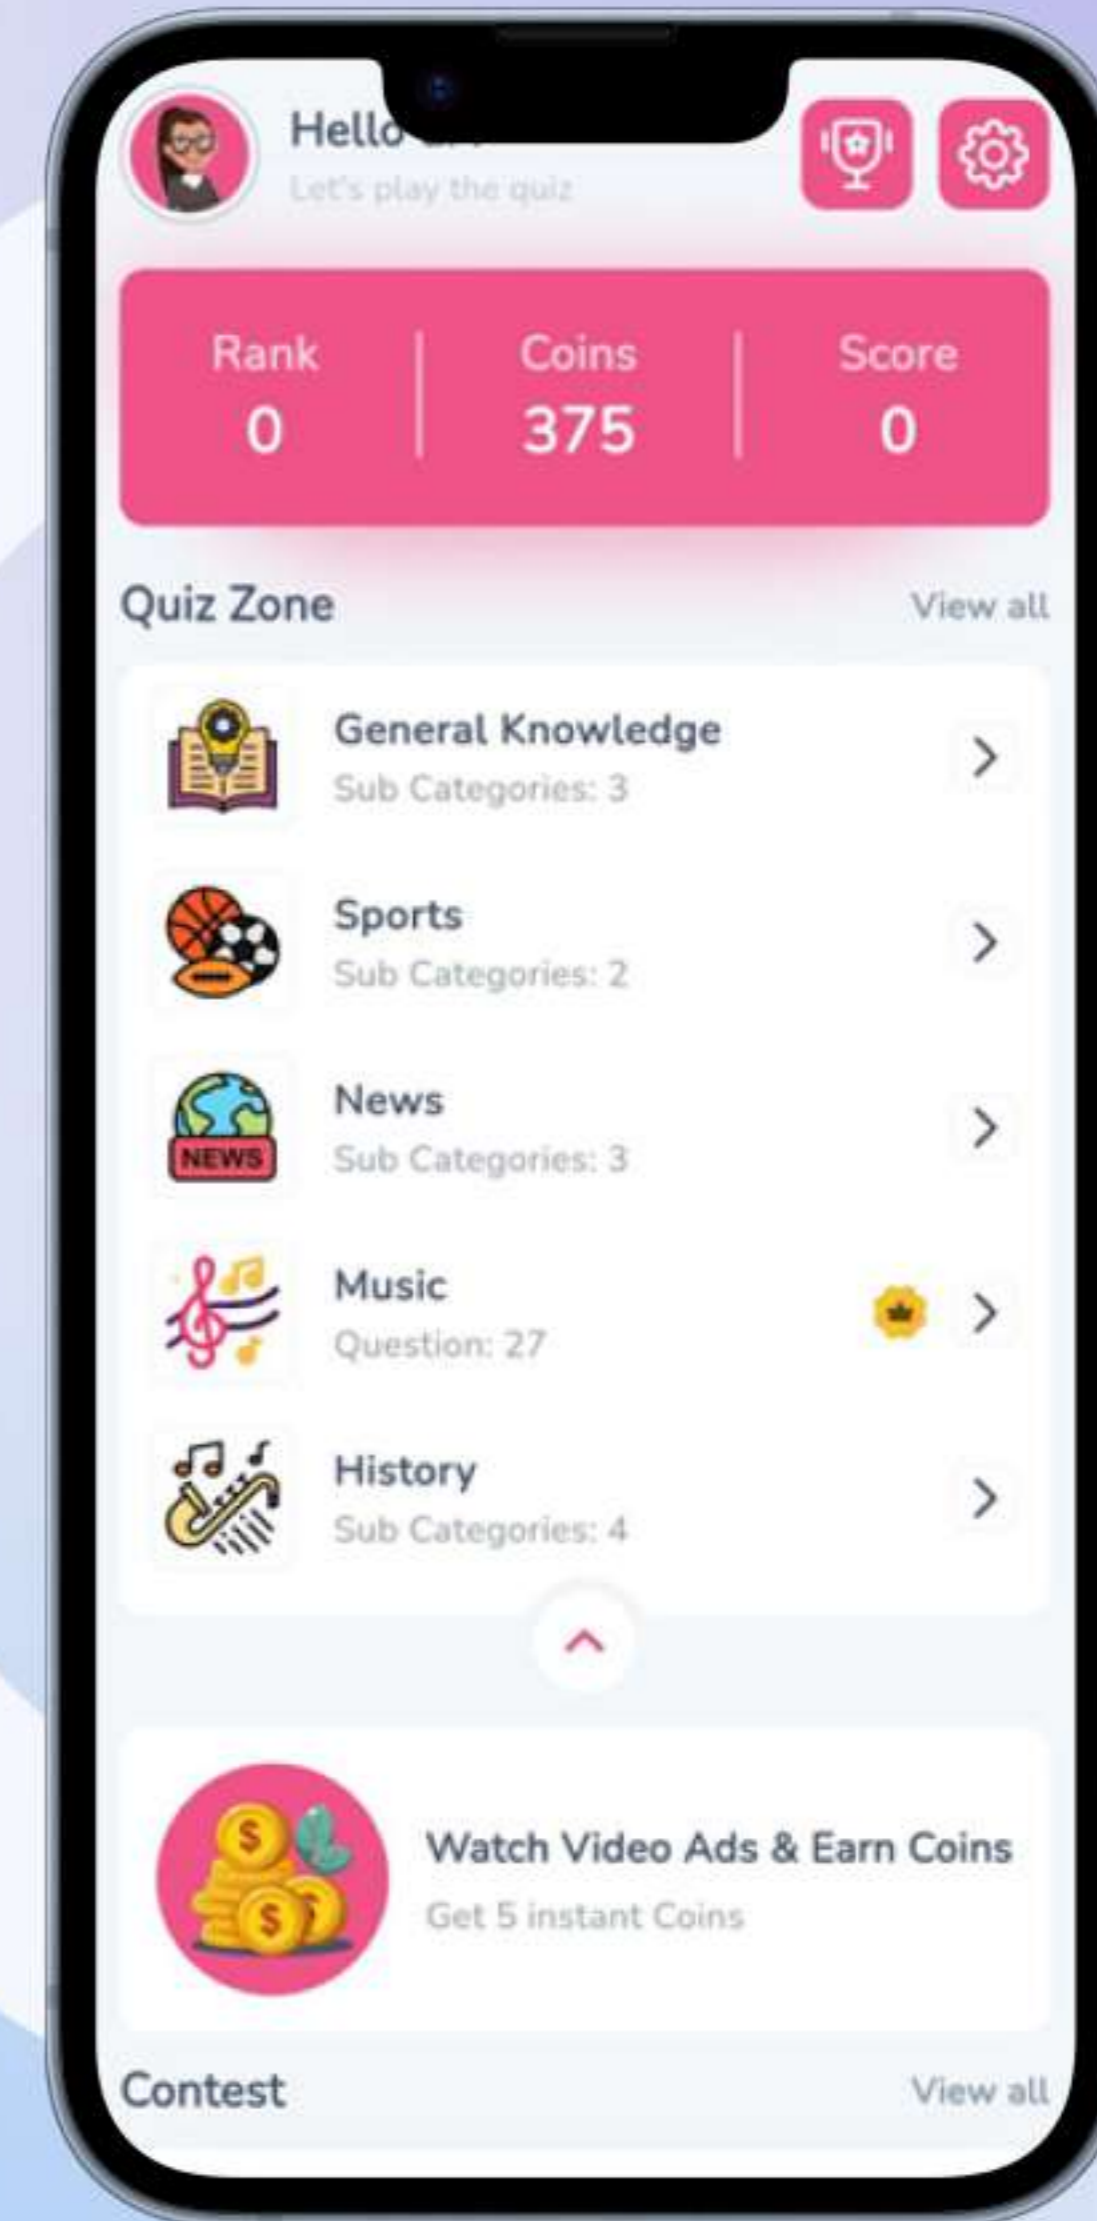 Hello
Let's play the quiz
Rank Coins Score
0 375 0
Quiz Zone View all
General Knowledge
Sub Categories: 3
Sports
Sub Categories: 2
News
NEWS
Sub Categories: 3
Music
Question: 27
History
Sub Categories: 4
$
Watch Video Ads & Earn Coins
$
Get 5 instant Coins
Contest View all